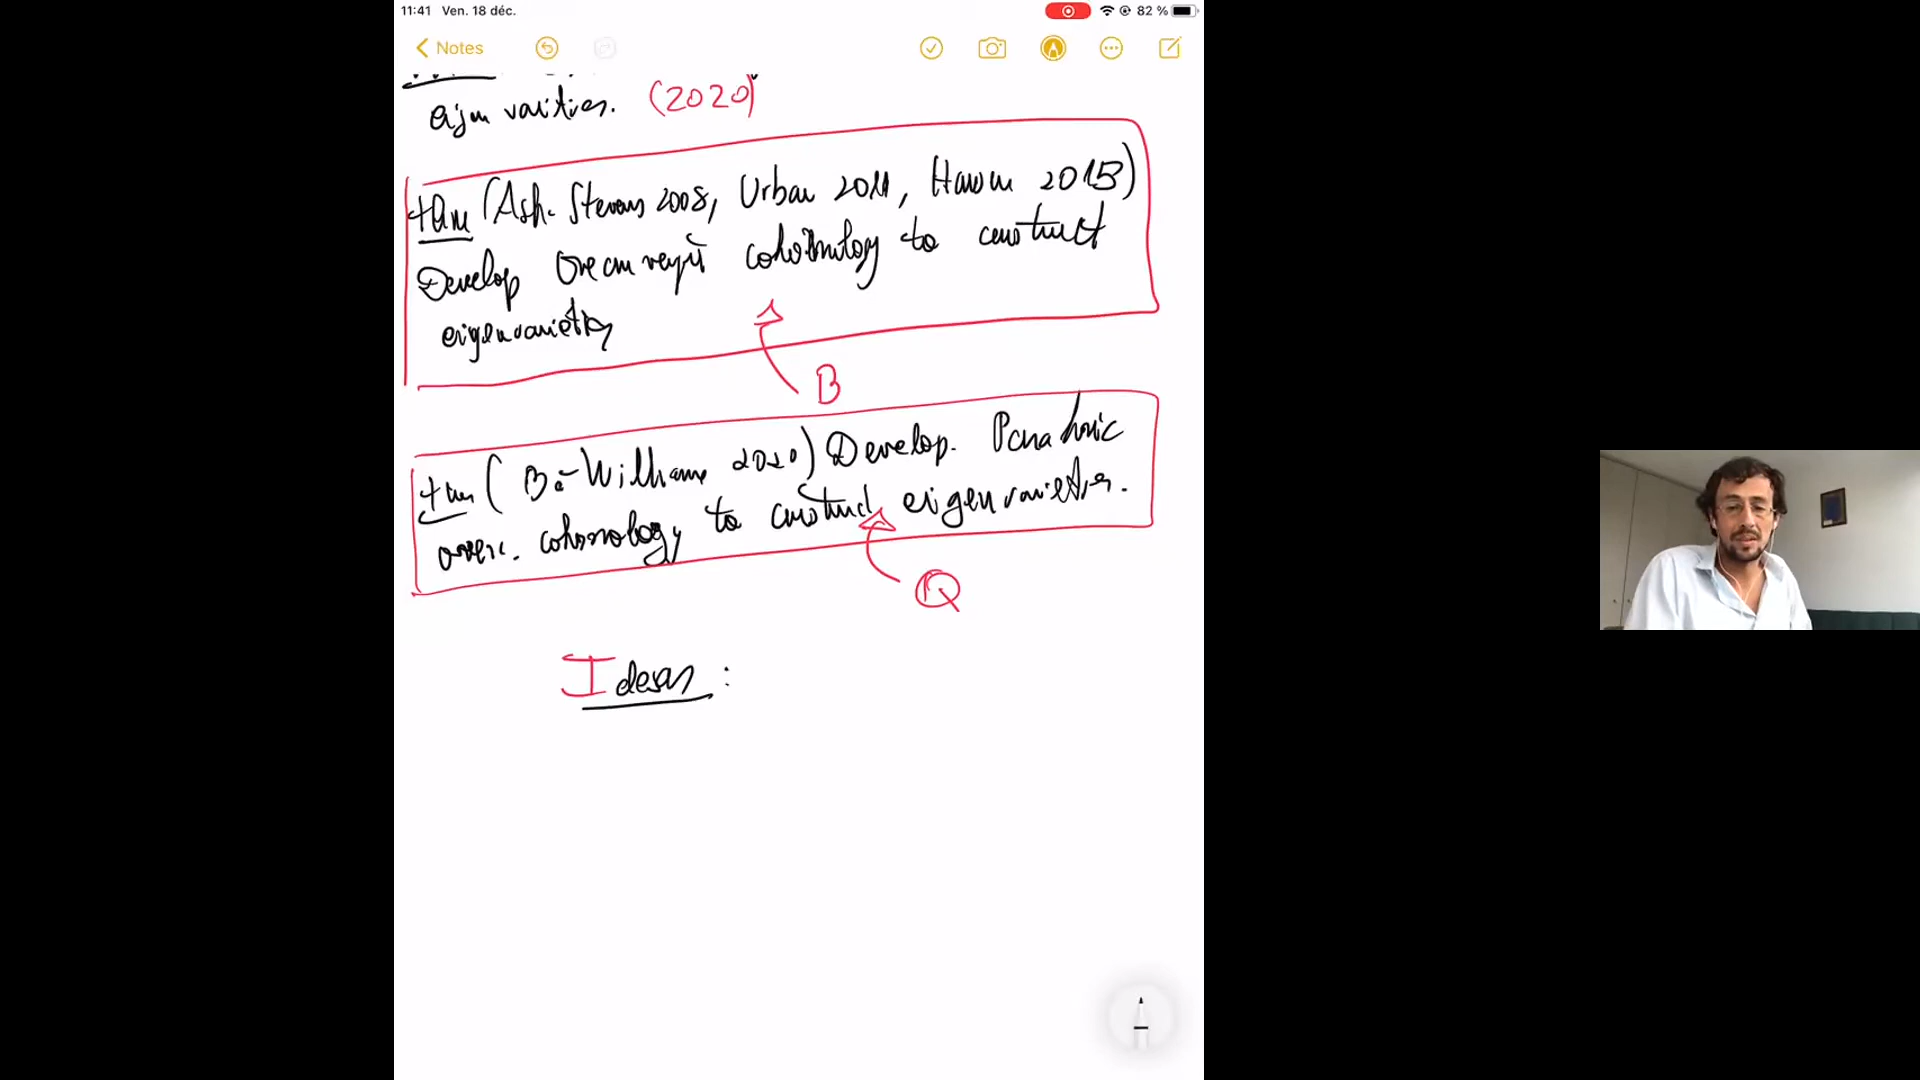 11:41 Ven. 18 déc. 82 %
Notes
eigenvarieties. (2020)
thm (Ash-Stevens 2008, Urban 2011, Hansen 2015)
Develop Overconvergent cohomology to construct
eigenvarieties
B
thm (Ba-Williams 2020) Develop. Parahoric
overc. cohomology to construct eigenvarieties.
Q
Ideas :